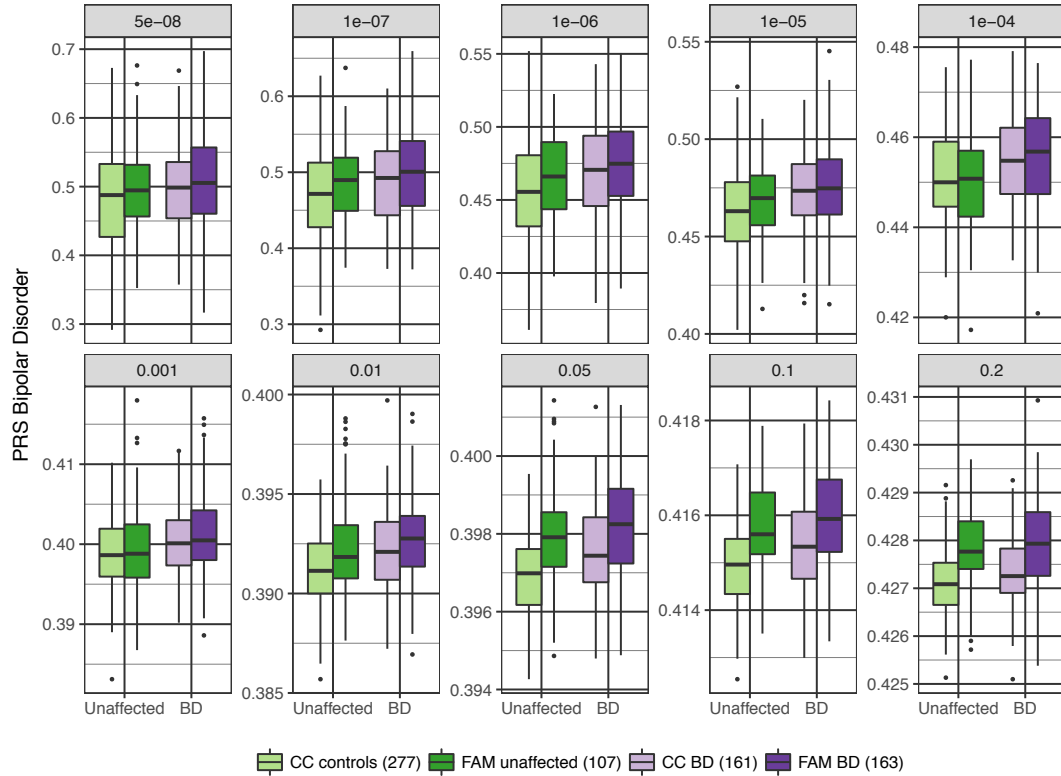 5e−08 1e−07 1e−06 1e−05 1e−04
0.7 0.6 0.5 0.4 0.3
0.6 0.5 0.4 0.3
0.55 0.50 0.45 0.40
0.55 0.50 0.45 0.40
0.48 0.46 0.44 0.42
PRS Bipolar Disorder
0.001 0.01 0.05 0.1 0.2
0.41 0.40 0.39
0.400 0.395 0.390 0.385
0.400 0.398 0.396 0.394
0.418 0.416 0.414
0.431 0.430 0.429 0.428 0.427 0.426 0.425
Unaffected BD Unaffected BD Unaffected BD Unaffected BD Unaffected BD
CC controls (277) FAM unaffected (107) CC BD (161) FAM BD (163)